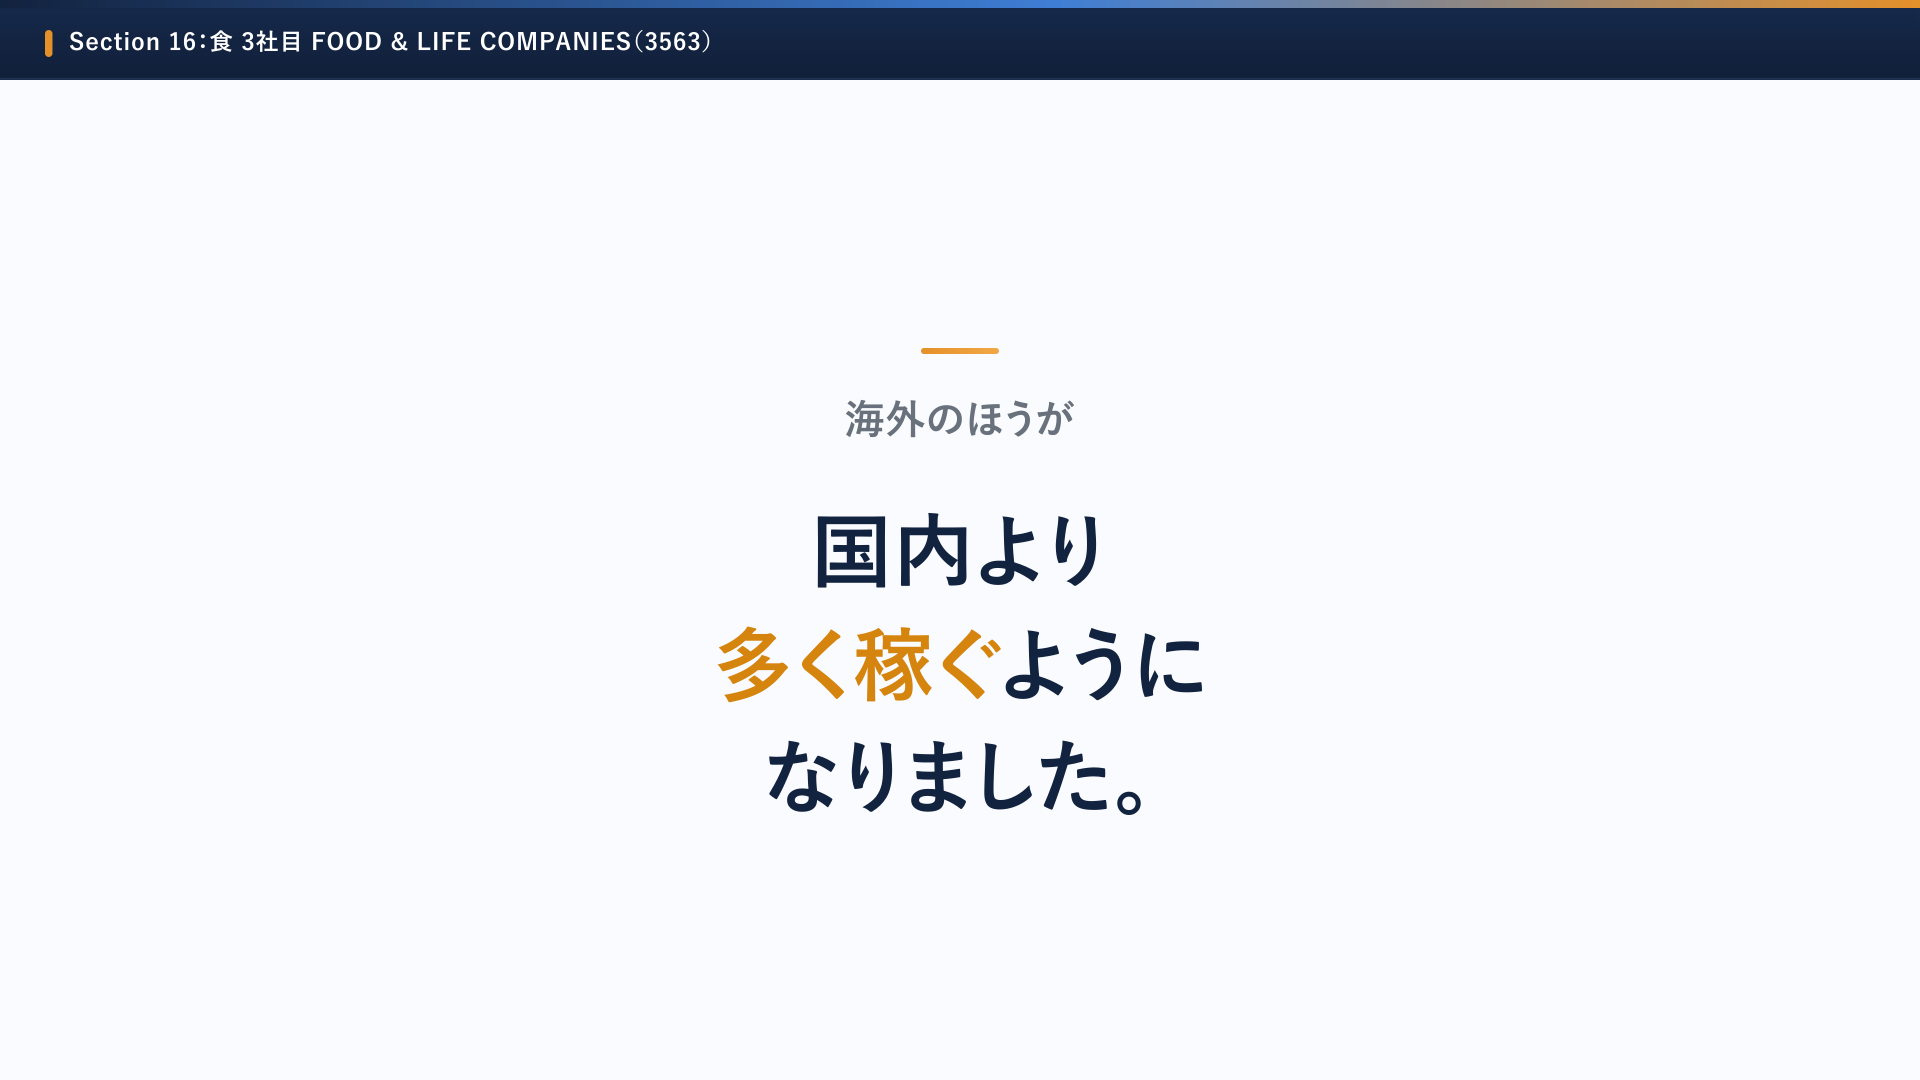 Section 16：食 3社目 FOOD & LIFE COMPANIES（3563）
海外のほうが
国内より
多く稼ぐように
なりました。